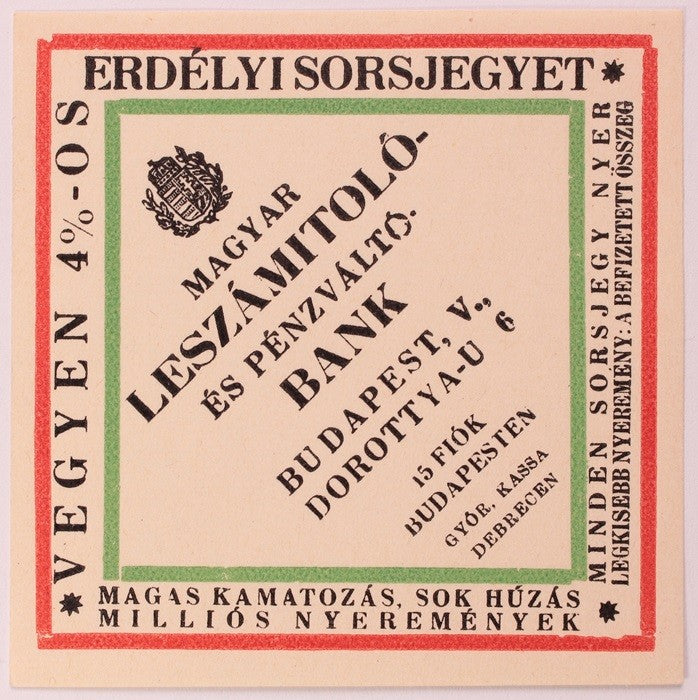 VEGYEN 4%-OS
ERDÉLYI SORSJEGYET
MINDEN SORSJEGY NYER
LEGKISEBB NYEREMÉNY: A BEFIZETETT ÖSSZEG
MAGAS KAMATOZÁS, SOK HÚZÁS
MILLIÓS NYEREMÉNYEK
MAGYAR
LESZÁMITOLÓ-
ÉS PÉNZVÁLTÓ-
BANK
BUDAPEST, V.,
DOROTTYA-U 6
15 FIÓK
BUDAPESTEN
GYŐR, KASSA
DEBRECEN